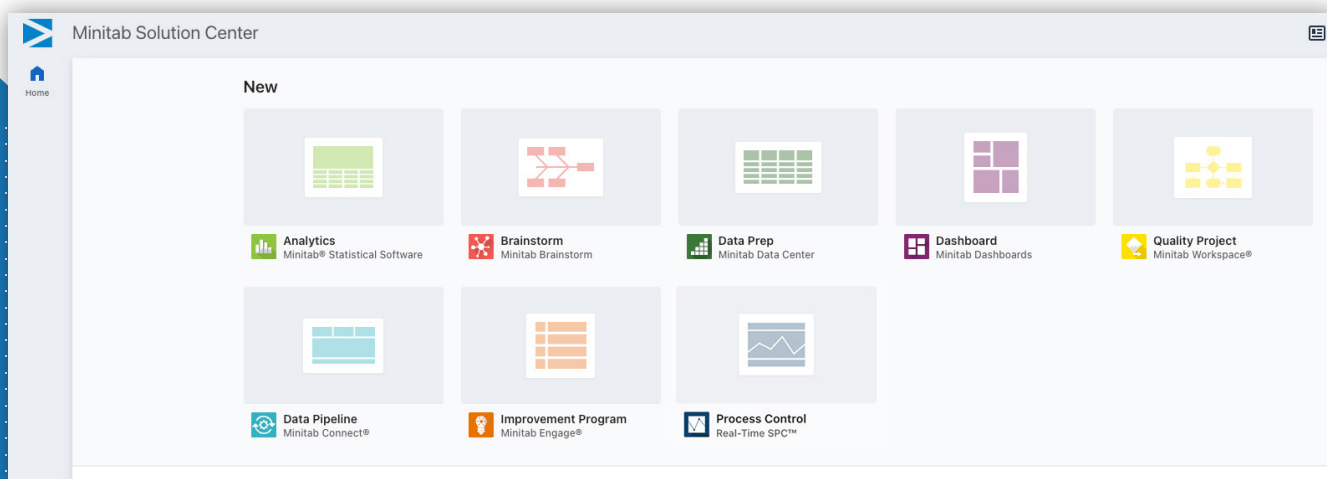 Minitab Solution Center
Home
New
Analytics
Minitab® Statistical Software
Brainstorm
Minitab Brainstorm
Data Prep
Minitab Data Center
Dashboard
Minitab Dashboards
Quality Project
Minitab Workspace®
Data Pipeline
Minitab Connect®
Improvement Program
Minitab Engage®
Process Control
Real-Time SPC™